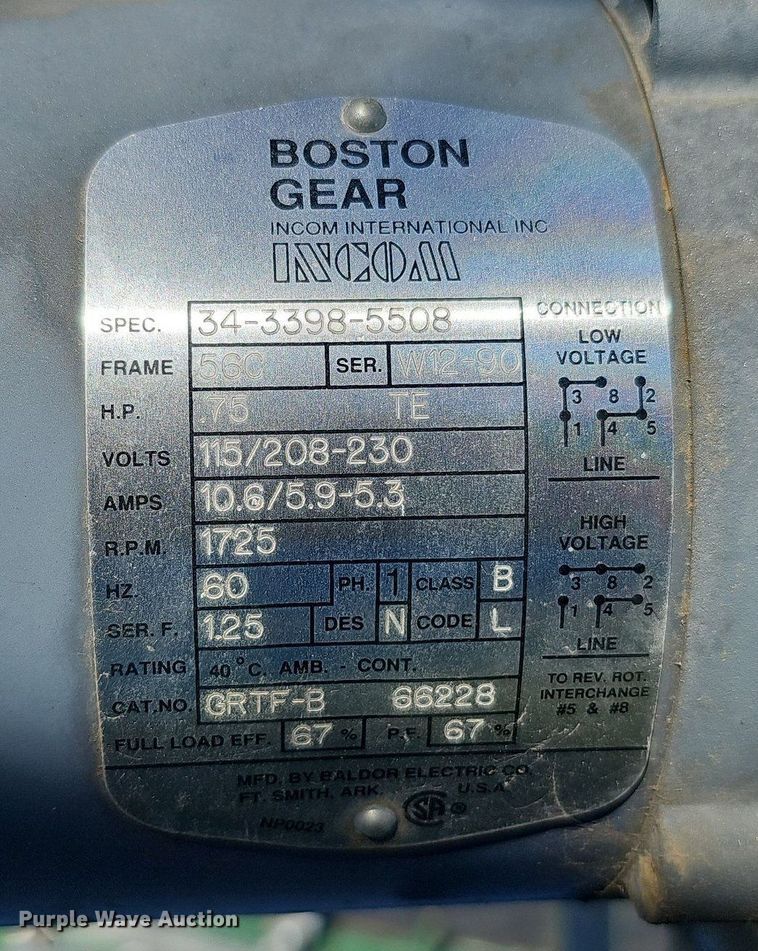 BOSTON
GEAR
INCOM INTERNATIONAL INC
INCOM
SPEC. 34-3398-5508
FRAME 56C SER. W12-90
H.P. .75 TE
VOLTS 115/208-230
AMPS 10.6/5.9-5.3
R.P.M. 1725
HZ. 60 PH. 1 CLASS B
SER. F. 1.25 DES N CODE L
RATING 40°C. AMB. - CONT.
CAT.NO. GRTF-B 66228
FULL LOAD EFF. 67 % P.F. 67 %
MFD. BY BALDOR ELECTRIC CO.
FT. SMITH, ARK. U.S.A.
NP0023 SA ®
CONNECTION
LOW
VOLTAGE
3 8 2
1 4 5
LINE
HIGH
VOLTAGE
3 8 2
1 4 5
LINE
TO REV. ROT.
INTERCHANGE
#5 & #8
Purple Wave Auction